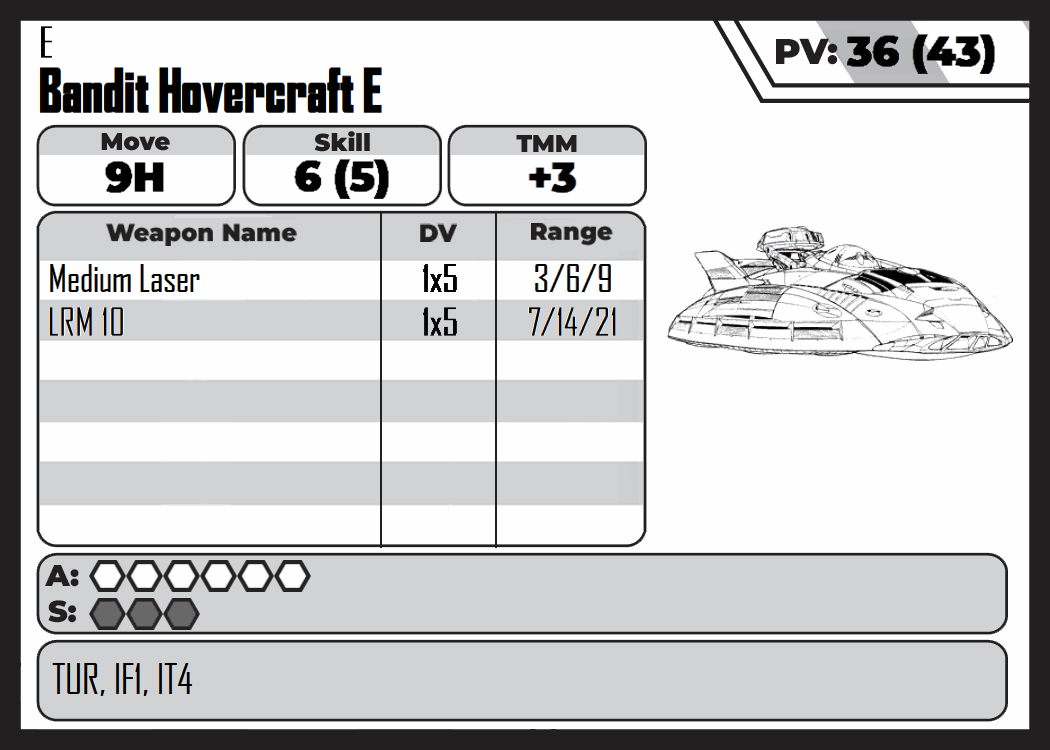 E
PV: 36 (43)
Bandit Hovercraft E
Move Skill TMM
9H 6 (5) +3
Weapon Name DV Range
Medium Laser 1x5 3/6/9
LRM 10 1x5 7/14/21
A:
S:
TUR, IF1, IT4